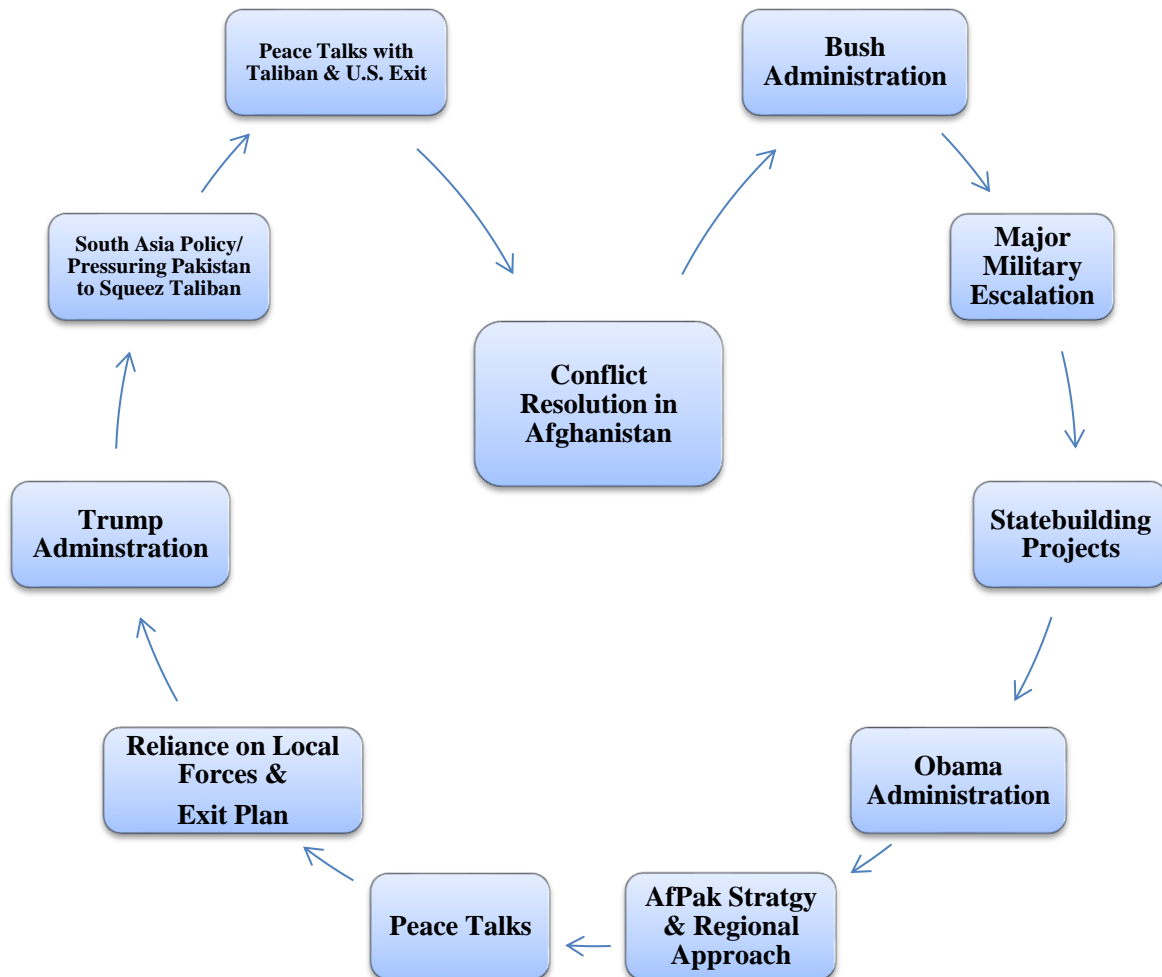 Peace Talks with
Taliban & U.S. Exit
Bush
Administration
Major
Military
Escalation
Statebuilding
Projects
Obama
Administration
AfPak Stratgy
& Regional
Approach
Peace Talks
Reliance on Local
Forces &
Exit Plan
Trump
Adminstration
South Asia Policy/
Pressuring Pakistan
to Squeez Taliban
Conflict
Resolution in
Afghanistan